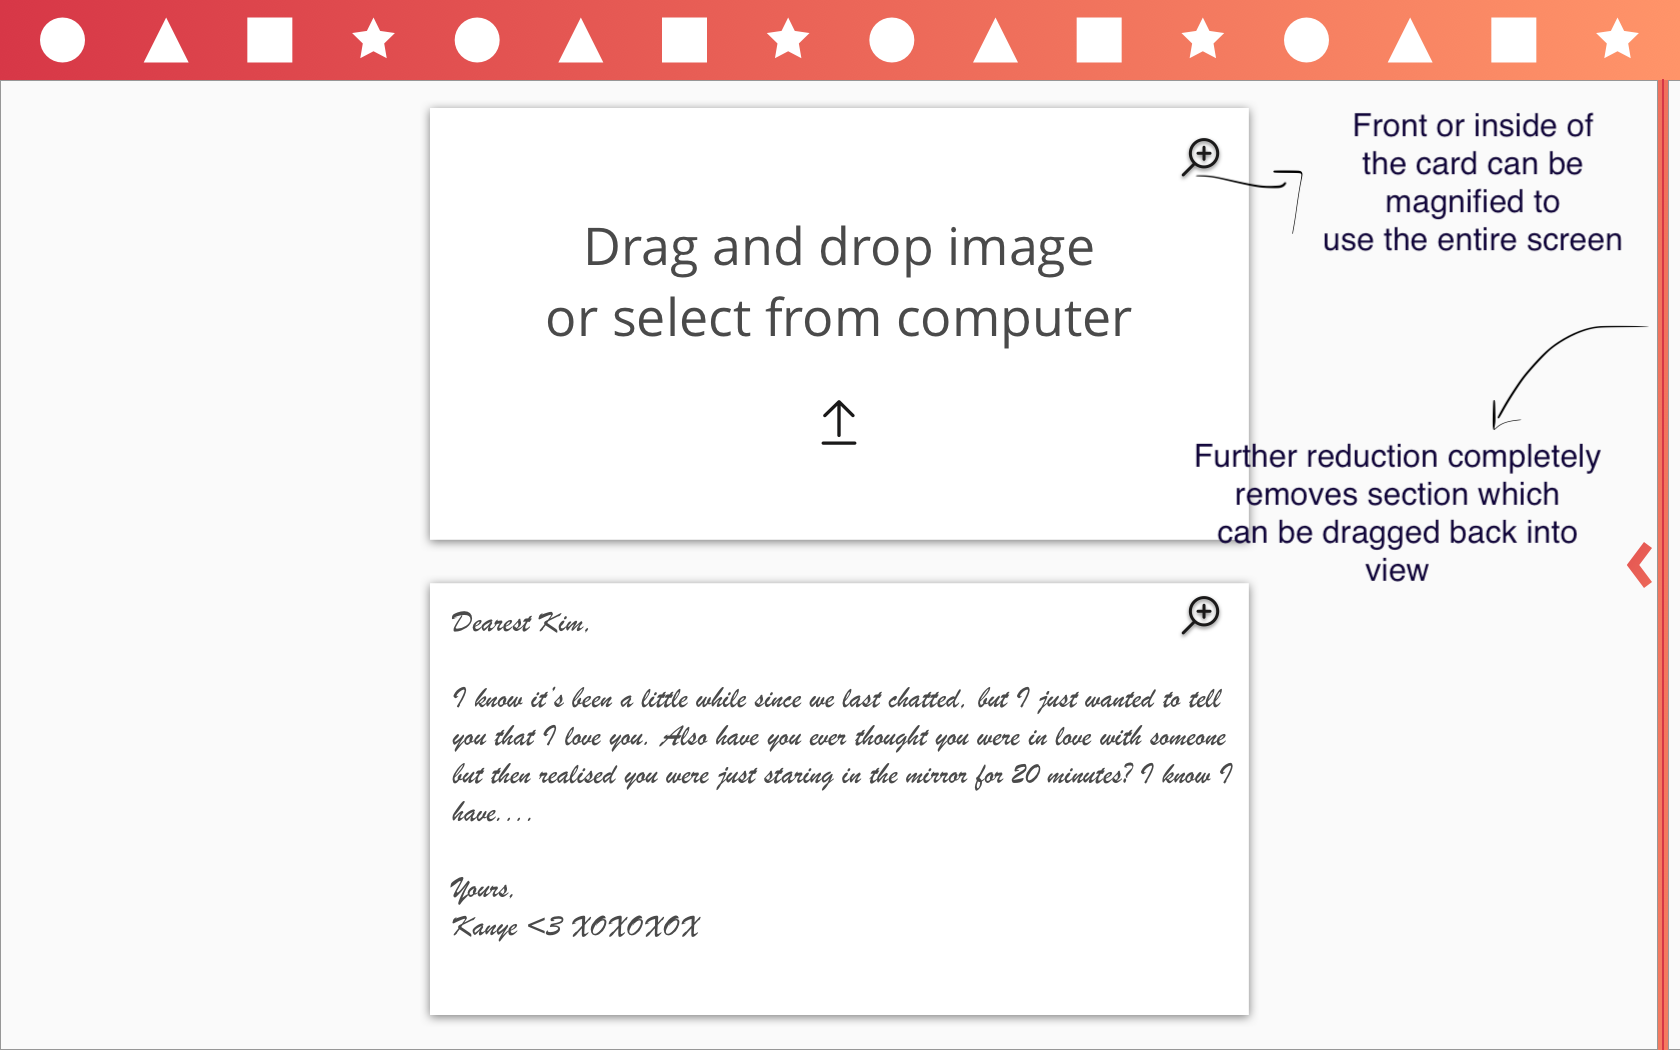 Front or inside of
the card can be
magnified to
use the entire screen
Drag and drop image
or select from computer
Further reduction completely
removes section which
can be dragged back into
view
Dearest Kim,
I know it's been a little while since we last chatted, but I just wanted to tell
you that I love you. Also have you ever thought you were in love with someone
but then realised you were just staring in the mirror for 20 minutes? I know I
have....
Yours,
Kanye <3 XOXOXOX